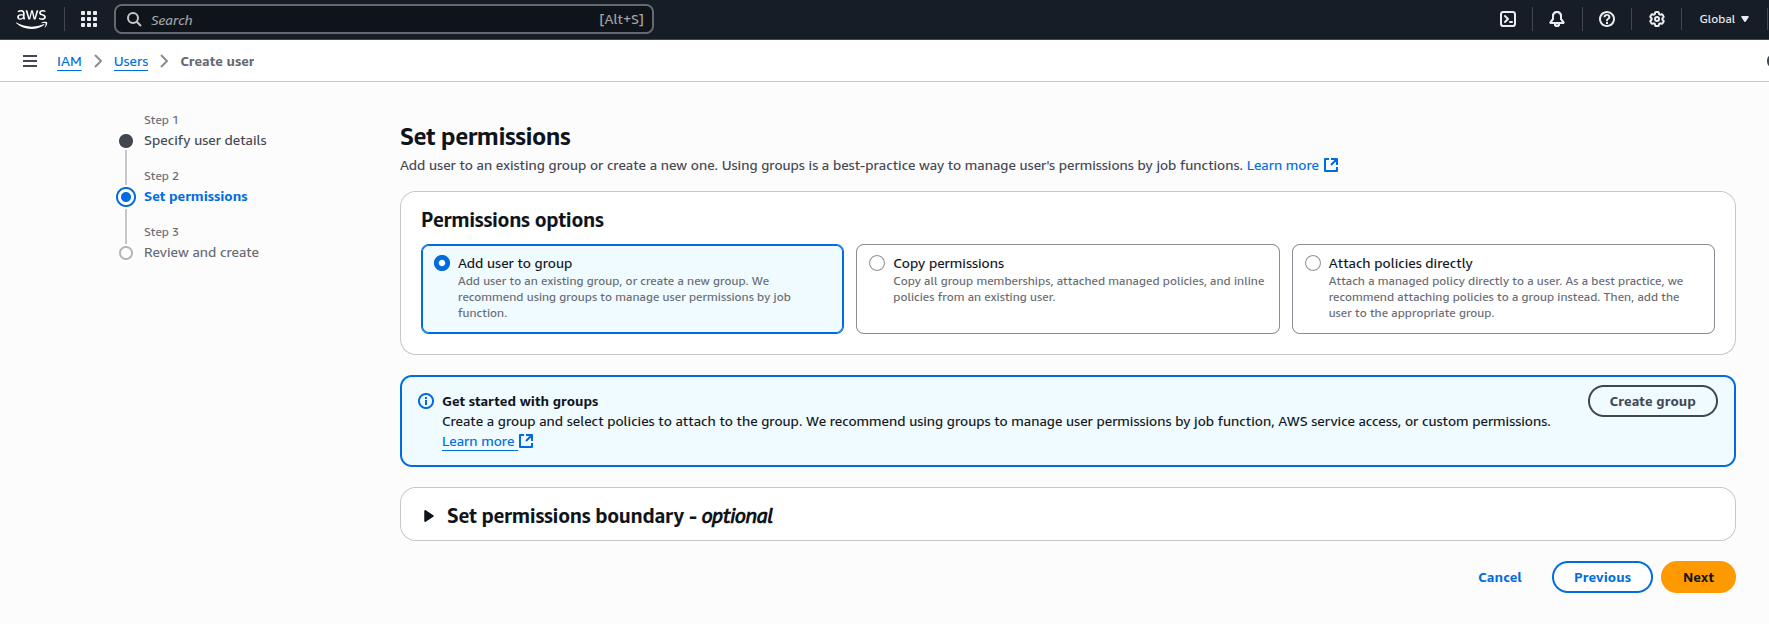 aws
Search
[Alt+S]
Global
IAM
Users
Create user
Step 1
Specify user details
Step 2
Set permissions
Step 3
Review and create
Set permissions
Add user to an existing group or create a new one. Using groups is a best-practice way to manage user's permissions by job functions. Learn more
Permissions options
Add user to group
Add user to an existing group, or create a new group. We
recommend using groups to manage user permissions by job
function.
Copy permissions
Copy all group memberships, attached managed policies, and inline
policies from an existing user.
Attach policies directly
Attach a managed policy directly to a user. As a best practice, we
recommend attaching policies to a group instead. Then, add the
user to the appropriate group.
Get started with groups
Create a group and select policies to attach to the group. We recommend using groups to manage user permissions by job function, AWS service access, or custom permissions.
Learn more
Create group
Set permissions boundary - optional
Cancel
Previous
Next